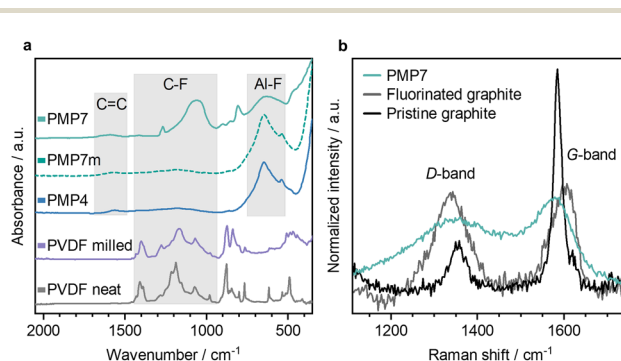 a
C=C
C-F
Al-F
PMP7
PMP7m
PMP4
PVDF milled
PVDF neat
Absorbance / a.u.
2000
1500
1000
500
Wavenumber / cm-1
b
PMP7
Fluorinated graphite
Pristine graphite
D-band
G-band
Normalized intensity / a.u.
1200
1400
1600
Raman shift / cm-1